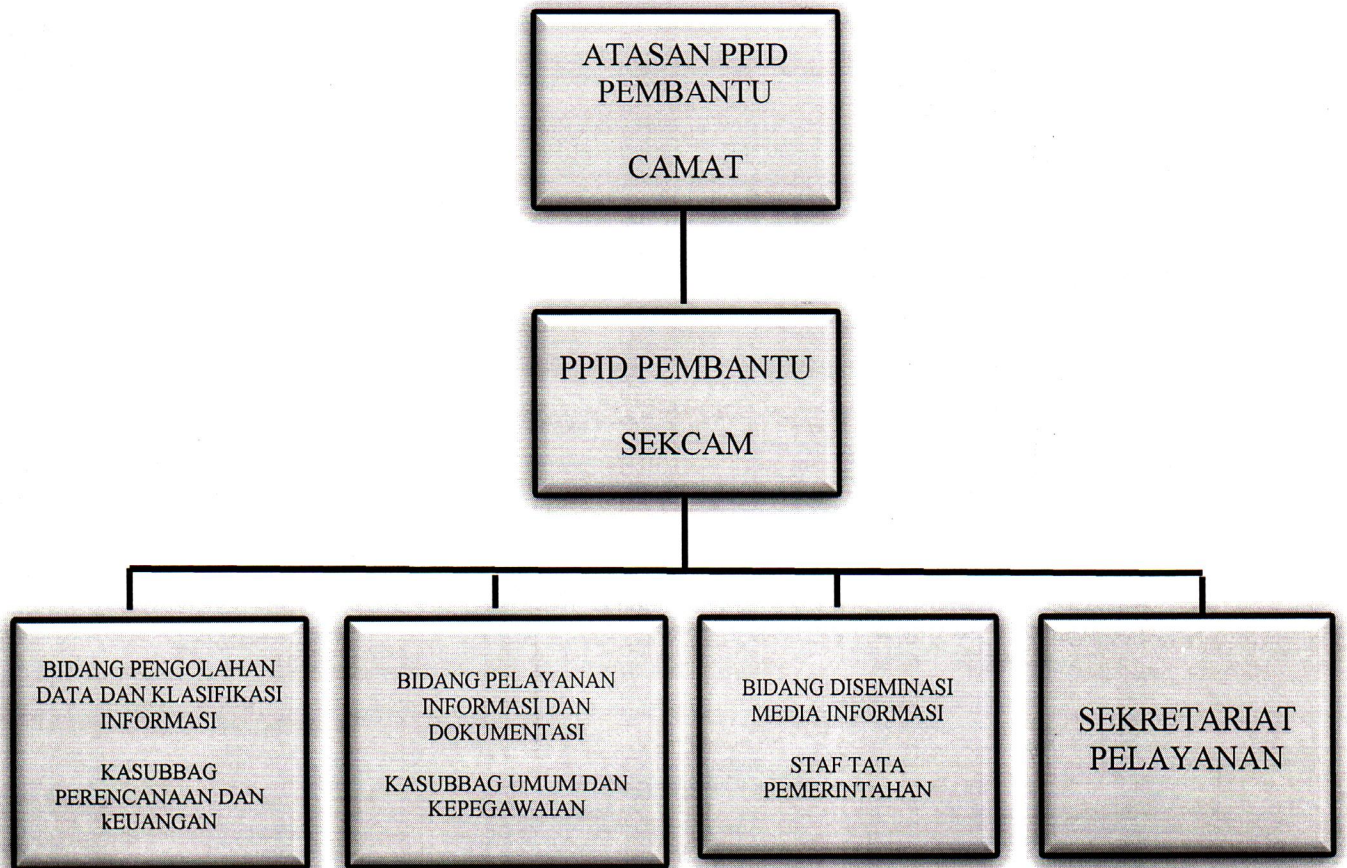 ATASAN PPID
PEMBANTU
CAMAT
PPID PEMBANTU
SEKCAM
BIDANG PENGOLAHAN
DATA DAN KLASIFIKASI
INFORMASI
KASUBBAG
PERENCANAAN DAN
kEUANGAN
BIDANG PELAYANAN
INFORMASI DAN
DOKUMENTASI
KASUBBAG UMUM DAN
KEPEGAWAIAN
BIDANG DISEMINASI
MEDIA INFORMASI
STAF TATA
PEMERINTAHAN
SEKRETARIAT
PELAYANAN